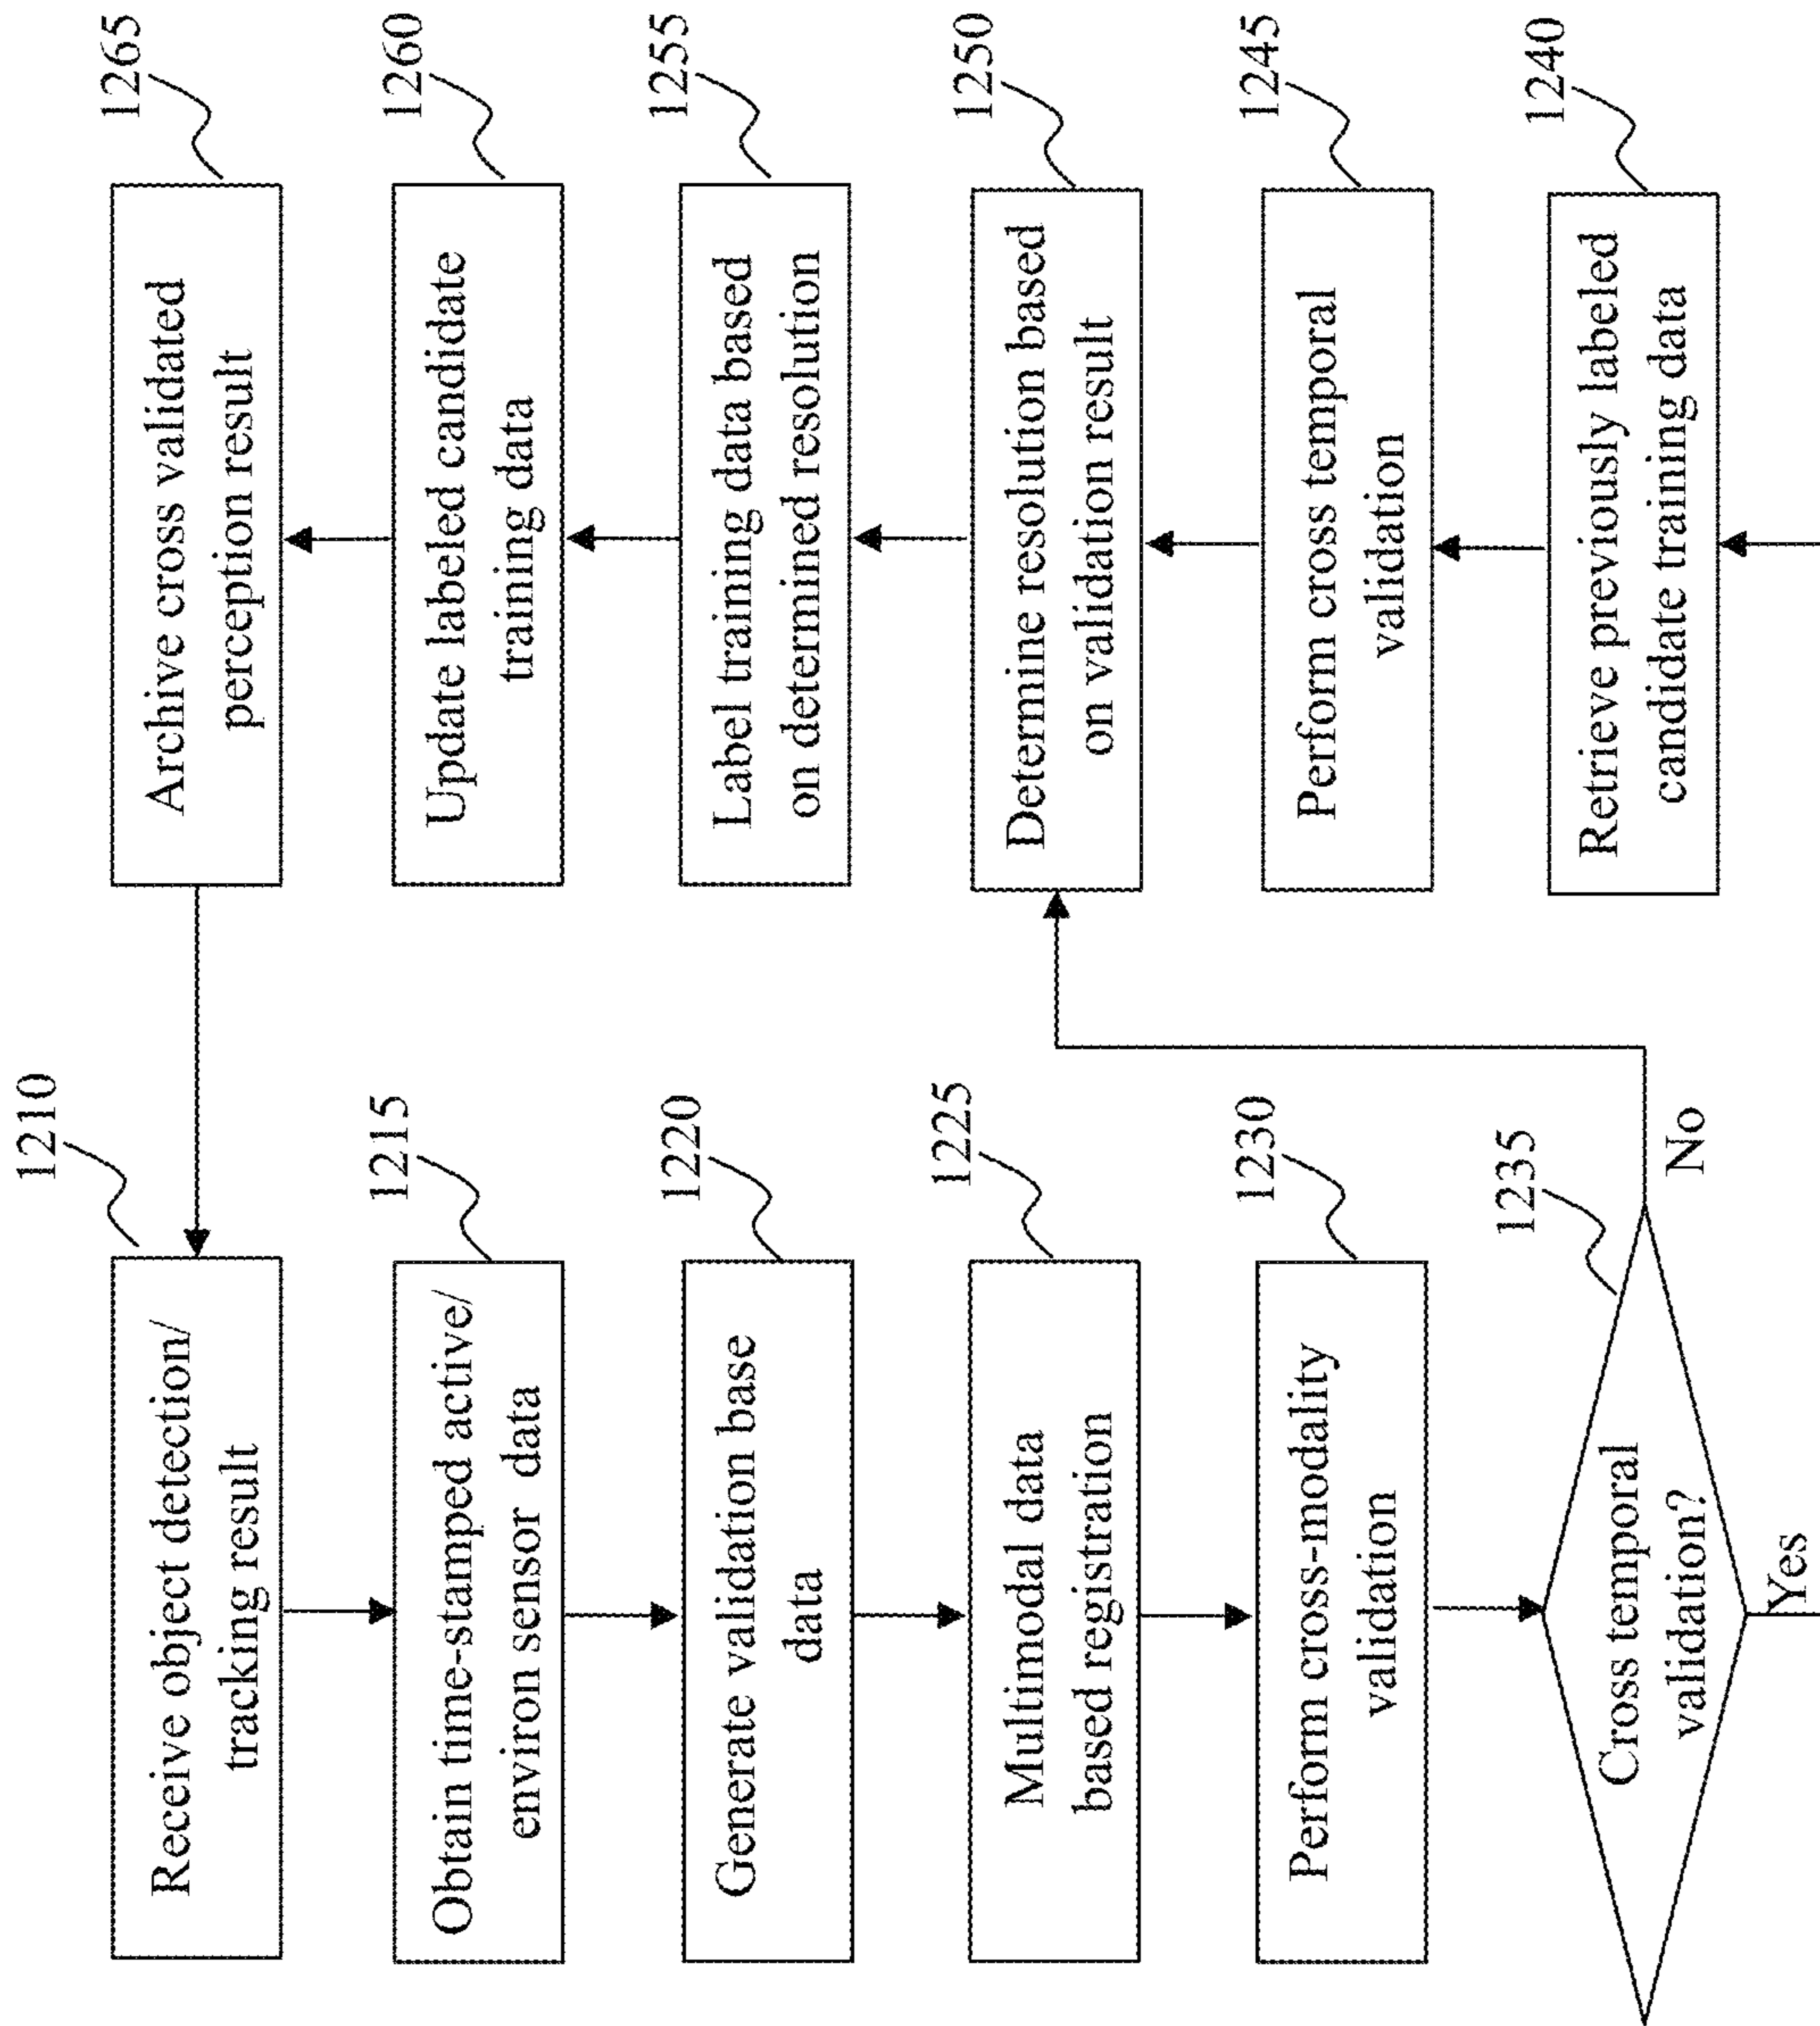 1210
Receive object detection/
tracking result
1215
Obtain time-stamped active/
environ sensor data
1220
Generate validation base
data
1225
Multimodal data
based registration
1230
Perform cross-modality
validation
1235
Cross temporal
validation?
No
Yes
1265
Archive cross validated
perception result
1260
Update labeled candidate
training data
1255
Label training data based
on determined resolution
1250
Determine resolution based
on validation result
1245
Perform cross temporal
validation
1240
Retrieve previously labeled
candidate training data